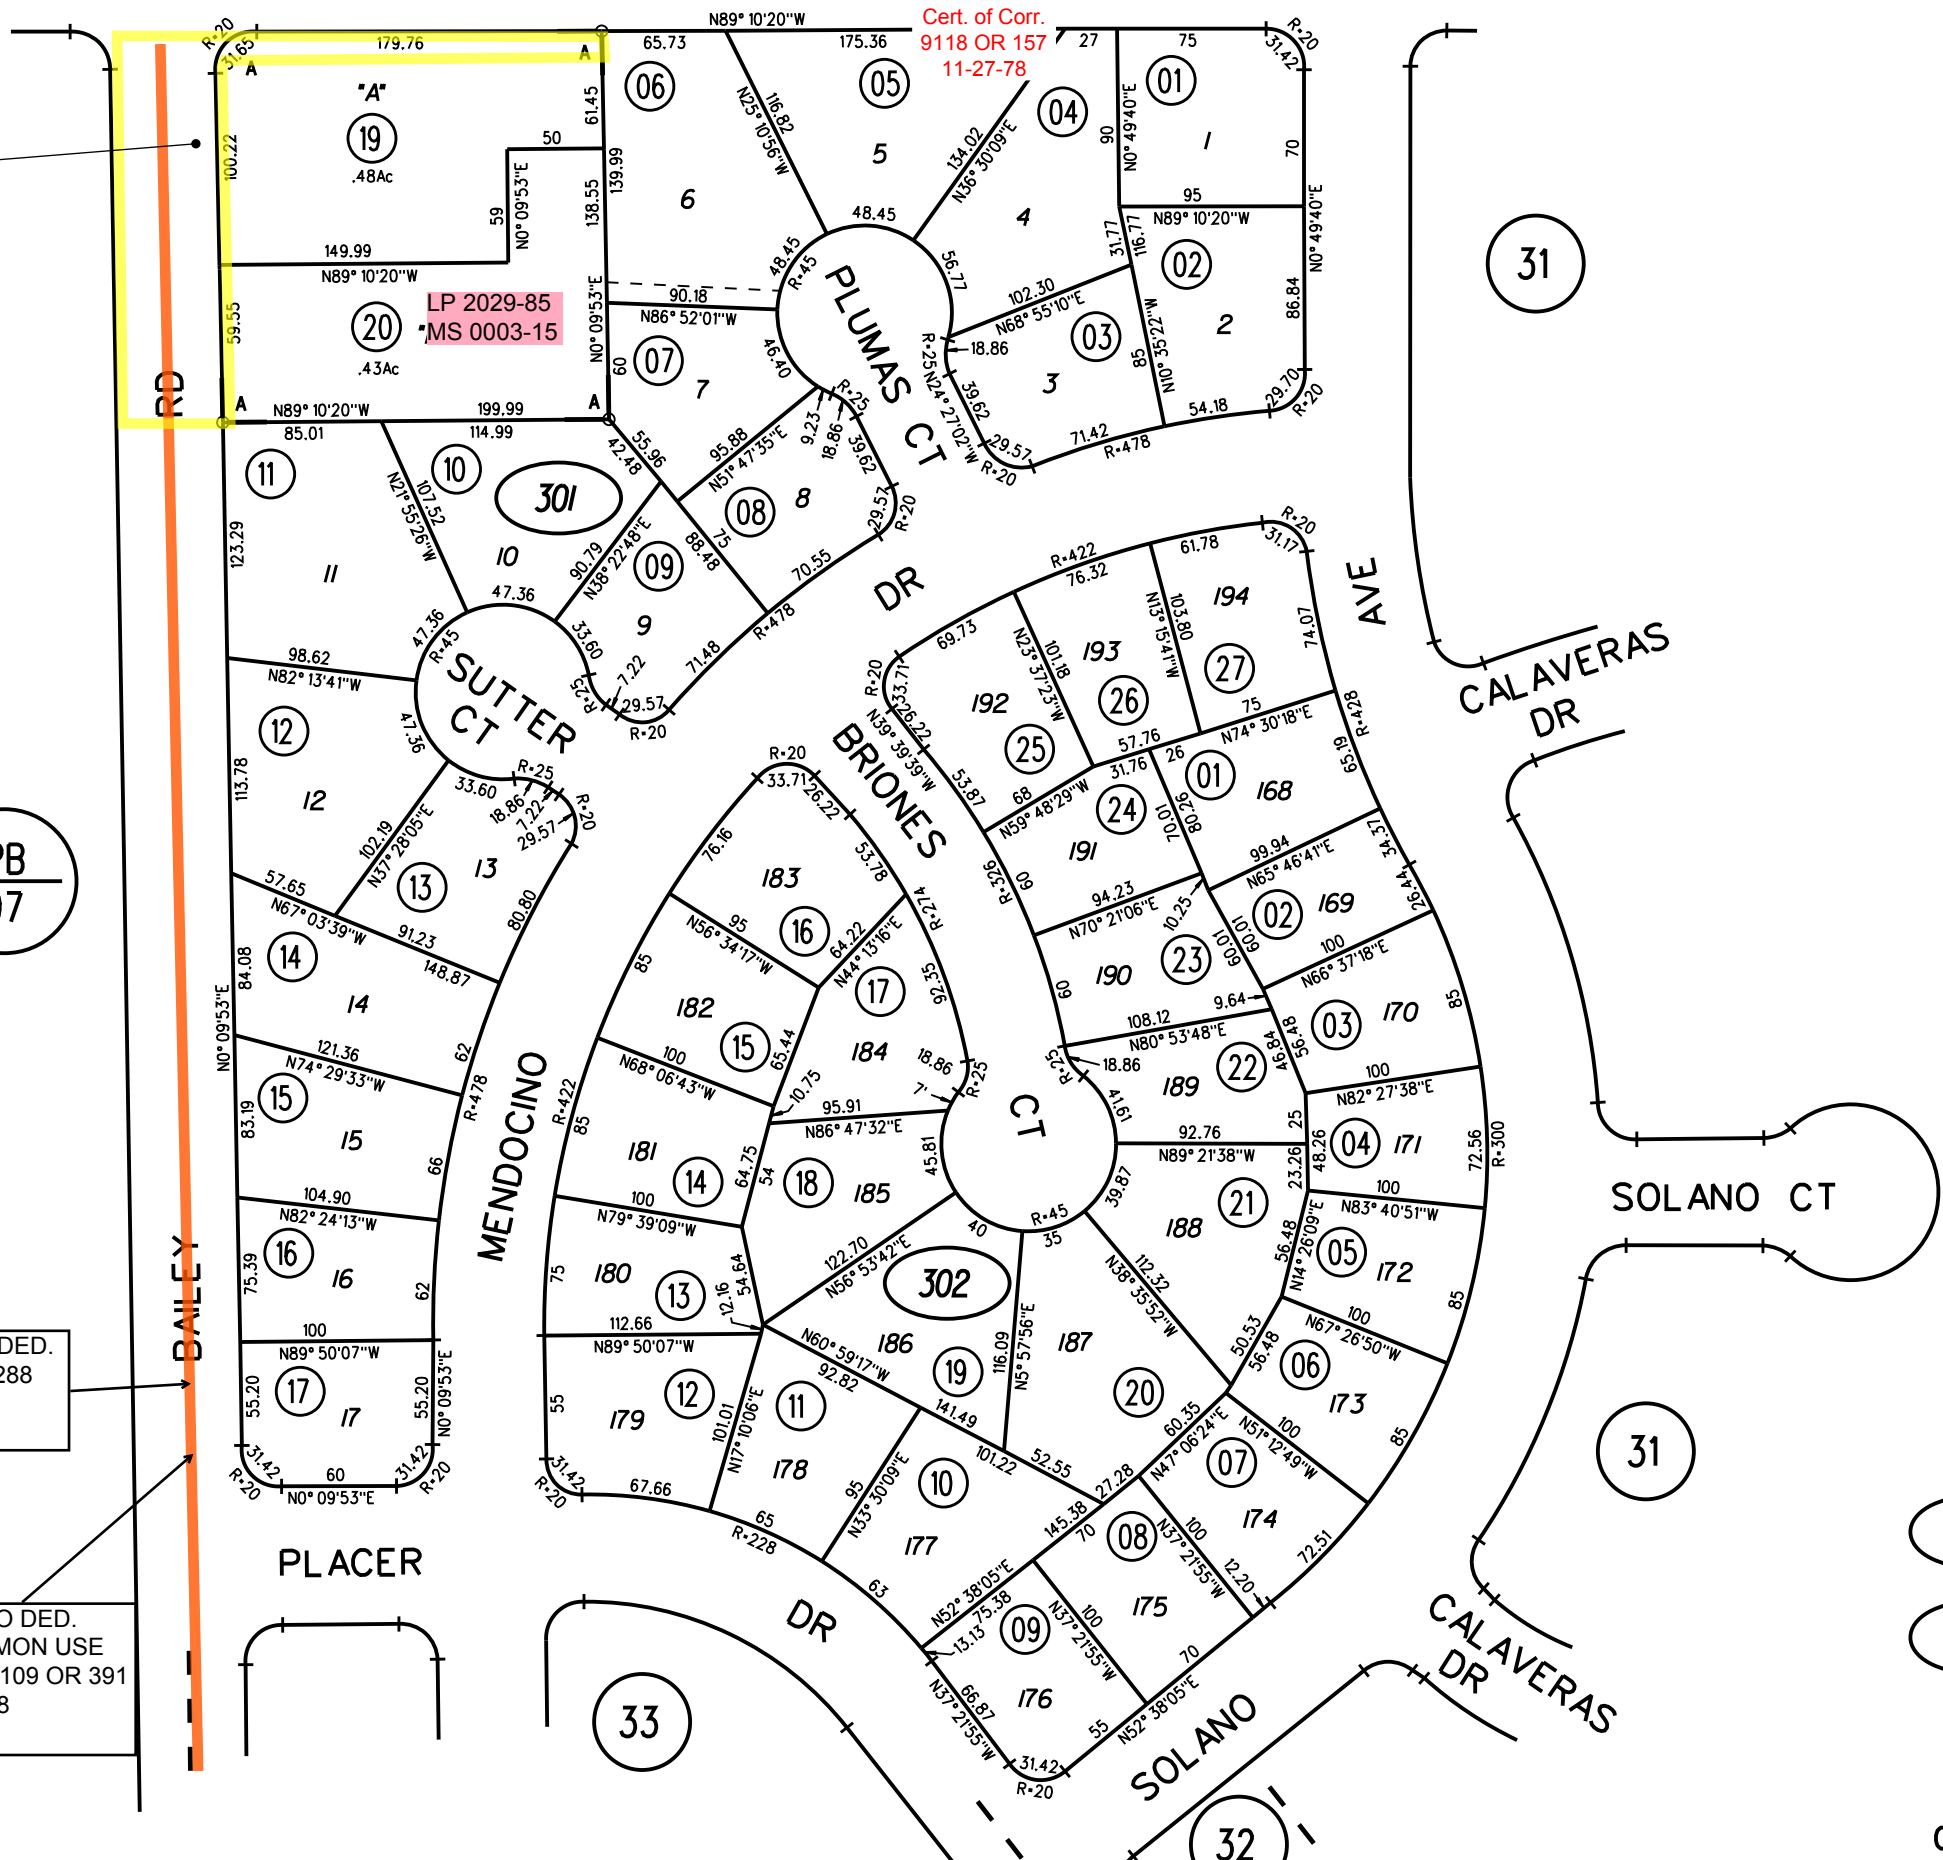 Cert. of Corr.
9118 OR 157
11-27-78
N89° 10'20"W
R=20
31.65
179.76
65.73
175.36
27
75
R=20
31.42
A
A
"A"
19
.48Ac
06
05
04
01
1
61.45
50
139.99
138.55
59
N0° 09'53"E
100.22
149.99
N89° 10'20"W
6
116.82
N25° 10'56"W
5
134.02
N36° 30'09"E
4
90
N0° 49'40"E
70
95
N89° 10'20"W
N0° 49'40"E
48.45
48.45
R=45
56.77
31.77
116.77
02
2
86.84
31
59.55
20
.43Ac
LP 2029-85
MS 0003-15
N0° 09'53"E
60
90.18
N86° 52'01"W
07
7
46.40
PLUMAS CT
102.30
N68° 55'10"E
03
3
R=25
18.86
N24° 27'02"W
39.62
85
N10° 35'22"W
29.70
R=20
54.18
71.42
R=478
29.57
R=20
RD
A
N89° 10'20"W
199.99
A
85.01
114.99
11
10
301
55.96
42.48
95.88
N51° 47'35"E
9.23
18.86
R=25
39.62
08
8
29.57
R=20
107.52
N21° 55'26"W
123.29
11
10
90.79
N38° 22'48"E
09
9
75
88.48
70.55
R=478
71.48
DR
47.36
47.36
R=45
33.60
7.22
R=25
29.57
R=20
98.62
N82° 13'41"W
SUTTER
CT
12
47.36
12
113.78
33.60
R=25
18.86
7.22
29.57
R=20
102.19
N37° 28'05"E
13
13
80.80
57.65
N67° 03'39"W
91.23
148.87
14
14
84.08
N0° 09'53"E
62
121.36
N74° 29'33"W
15
15
83.19
R=478
66
104.90
N82° 24'13"W
16
16
75.39
62
100
N89° 50'07"W
17
17
55.20
55.20
N0° 09'53"E
31.42
R=20
60
N0° 09'53"E
31.42
R=20
BAILEY
PLACER
MENDOCINO
DR
R=422
76.32
61.78
R=20
31.17
AVE
CALAVERAS
DR
69.73
R=20
33.71
26.22
N39° 39'39"W
192
25
N23° 37'23"W
101.18
193
26
N13° 15'41"W
103.80
194
27
74.07
75
N74° 30'18"E
R=428
65.19
57.76
31.76
26
01
168
53.87
68
N59° 48'29"W
24
191
70.01
80.26
34.37
BRIONES
CT
R=326
60
94.23
N70° 21'06"E
10.25
99.94
N65° 46'41"E
02
169
26.44
190
23
60.01
60.01
100
N66° 37'18"E
60
9.64
108.12
N80° 53'48"E
03
170
85
R=20
33.71
26.22
76.16
53.78
183
16
95
N56° 34'17"W
64.22
N44° 13'16"E
R=274
92.35
17
184
85
182
15
65.44
100
N68° 06'43"W
10.75
18.86
7'
R=25
R=25
18.86
41.61
189
22
46.84
56.48
100
N82° 27'38"E
R=422
85
181
14
64.75
54
95.91
N86° 47'32"E
18
185
45.81
92.76
N89° 21'38"W
25
23.26
48.26
04
171
72.56
R=300
100
N79° 39'09"W
39.87
R=45
40
35
188
21
100
N83° 40'51"W
SOLANO CT
75
180
13
54.64
12.16
122.70
N56° 53'42"E
302
112.32
N38° 35'52"W
56.48
N14° 26'09"E
05
172
85
112.66
N89° 50'07"W
N60° 59'17"W
92.82
186
19
116.09
N5° 57'56"E
187
20
50.53
56.48
100
N67° 26'50"W
06
173
55
179
12
101.01
N17° 10'06"E
11
178
141.49
101.22
52.55
60.35
N47° 06'24"E
27.28
100
N51° 12'49"W
85
31
31.42
R=20
67.66
65
R=228
95
N33° 30'09"E
10
177
63
145.38
70
07
174
08
100
N37° 21'55"W
12.20
72.51
N52° 38'05"E
75.38
13.13
09
175
100
N37° 21'55"W
70
N37° 21'55"W
66.87
176
55
N52° 38'05"E
31.42
R=20
DR
SOLANO
CALAVERAS
DR
33
32
PB
DED.
288
DED.
MON USE
109 OR 391